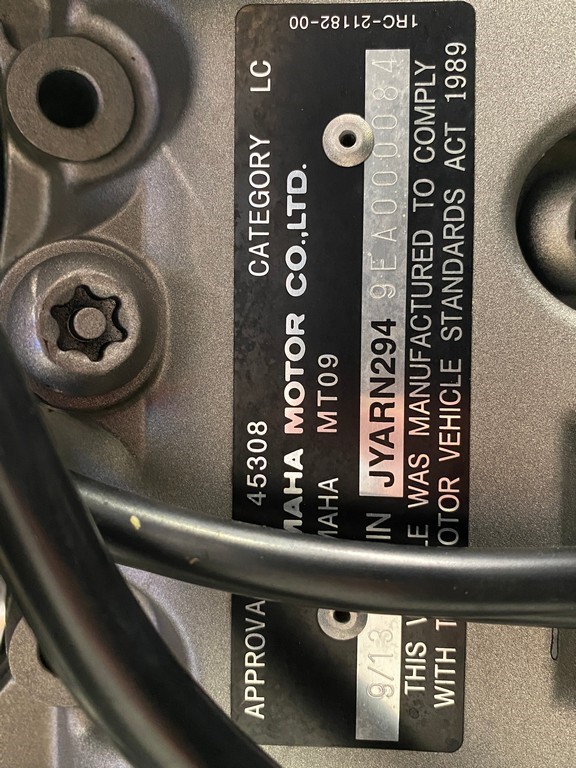 1RC-21182-00
APPROVA 45308 CATEGORY LC
MAHA MOTOR CO.,LTD.
MAHA MT09
9/13 IN JYARN294 9EA000084
THIS V LE WAS MANUFACTURED TO COMPLY
WITH T OTOR VEHICLE STANDARDS ACT 1989